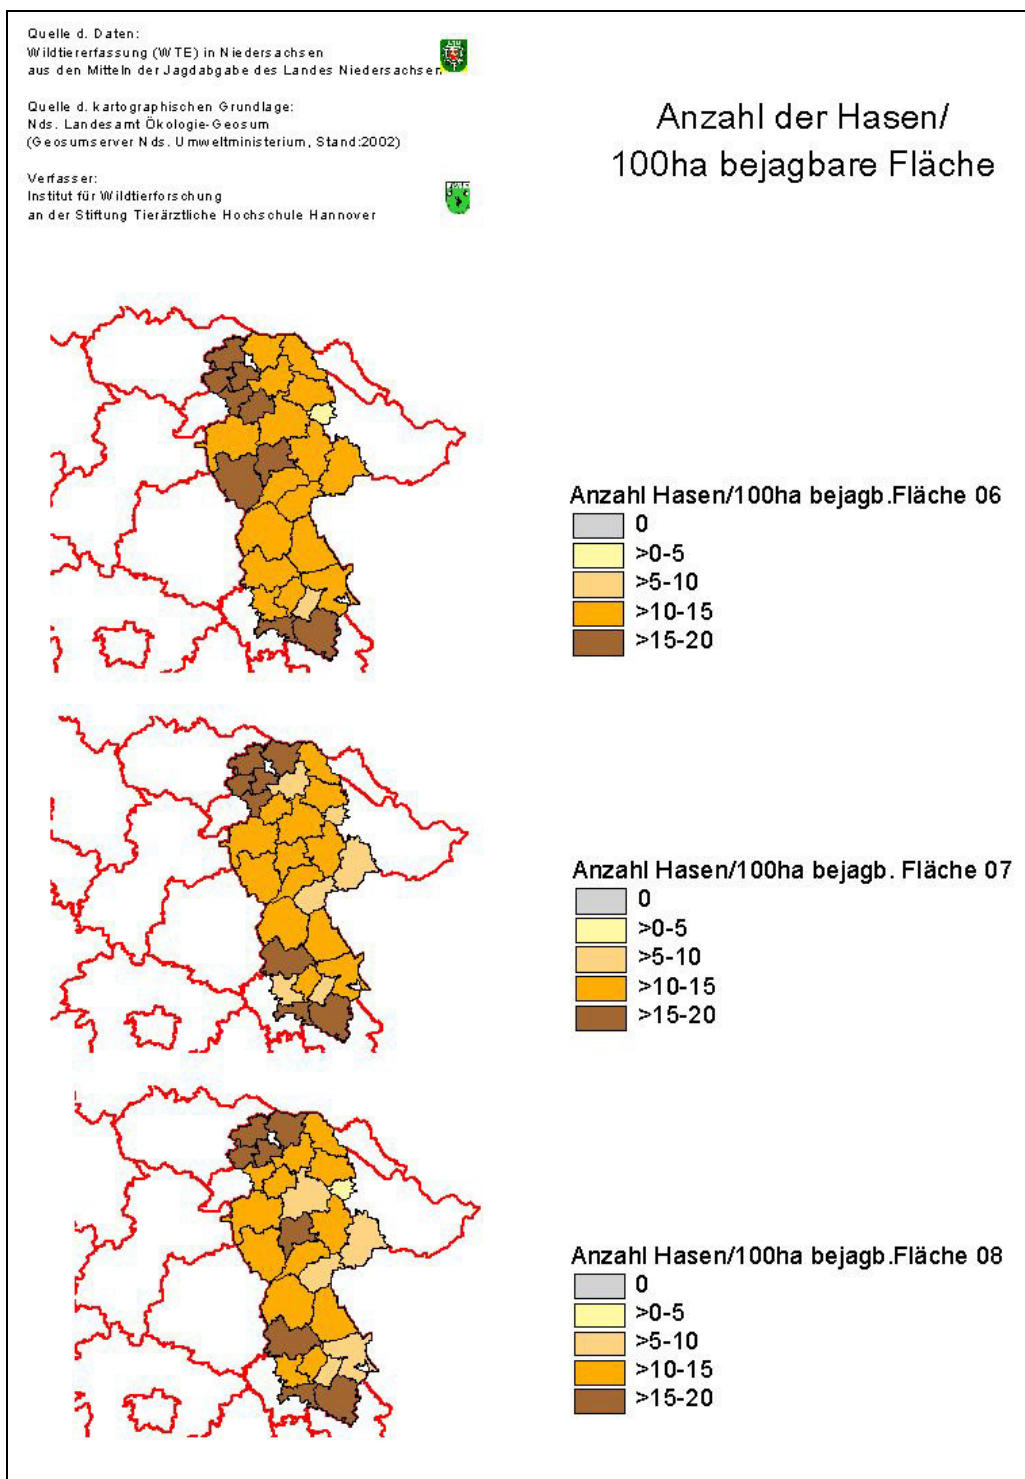 Quelle d. Daten:
Wildtiererfassung (WTE) in Niedersachsen
aus den Mitteln der Jagdabgabe des Landes Niedersachsen
Quelle d. kartographischen Grundlage:
Nds. Landesamt Ökologie-Geosum
(Geosumserver Nds. Umweltministerium, Stand:2002)
Verfasser:
Institut für Wildtierforschung
an der Stiftung Tierärztliche Hochschule Hannover
Anzahl der Hasen/
100ha bejagbare Fläche
Anzahl Hasen/100ha bejagb.Fläche 06
0
>0-5
>5-10
>10-15
>15-20
Anzahl Hasen/100ha bejagb. Fläche 07
0
>0-5
>5-10
>10-15
>15-20
Anzahl Hasen/100ha bejagb.Fläche 08
0
>0-5
>5-10
>10-15
>15-20